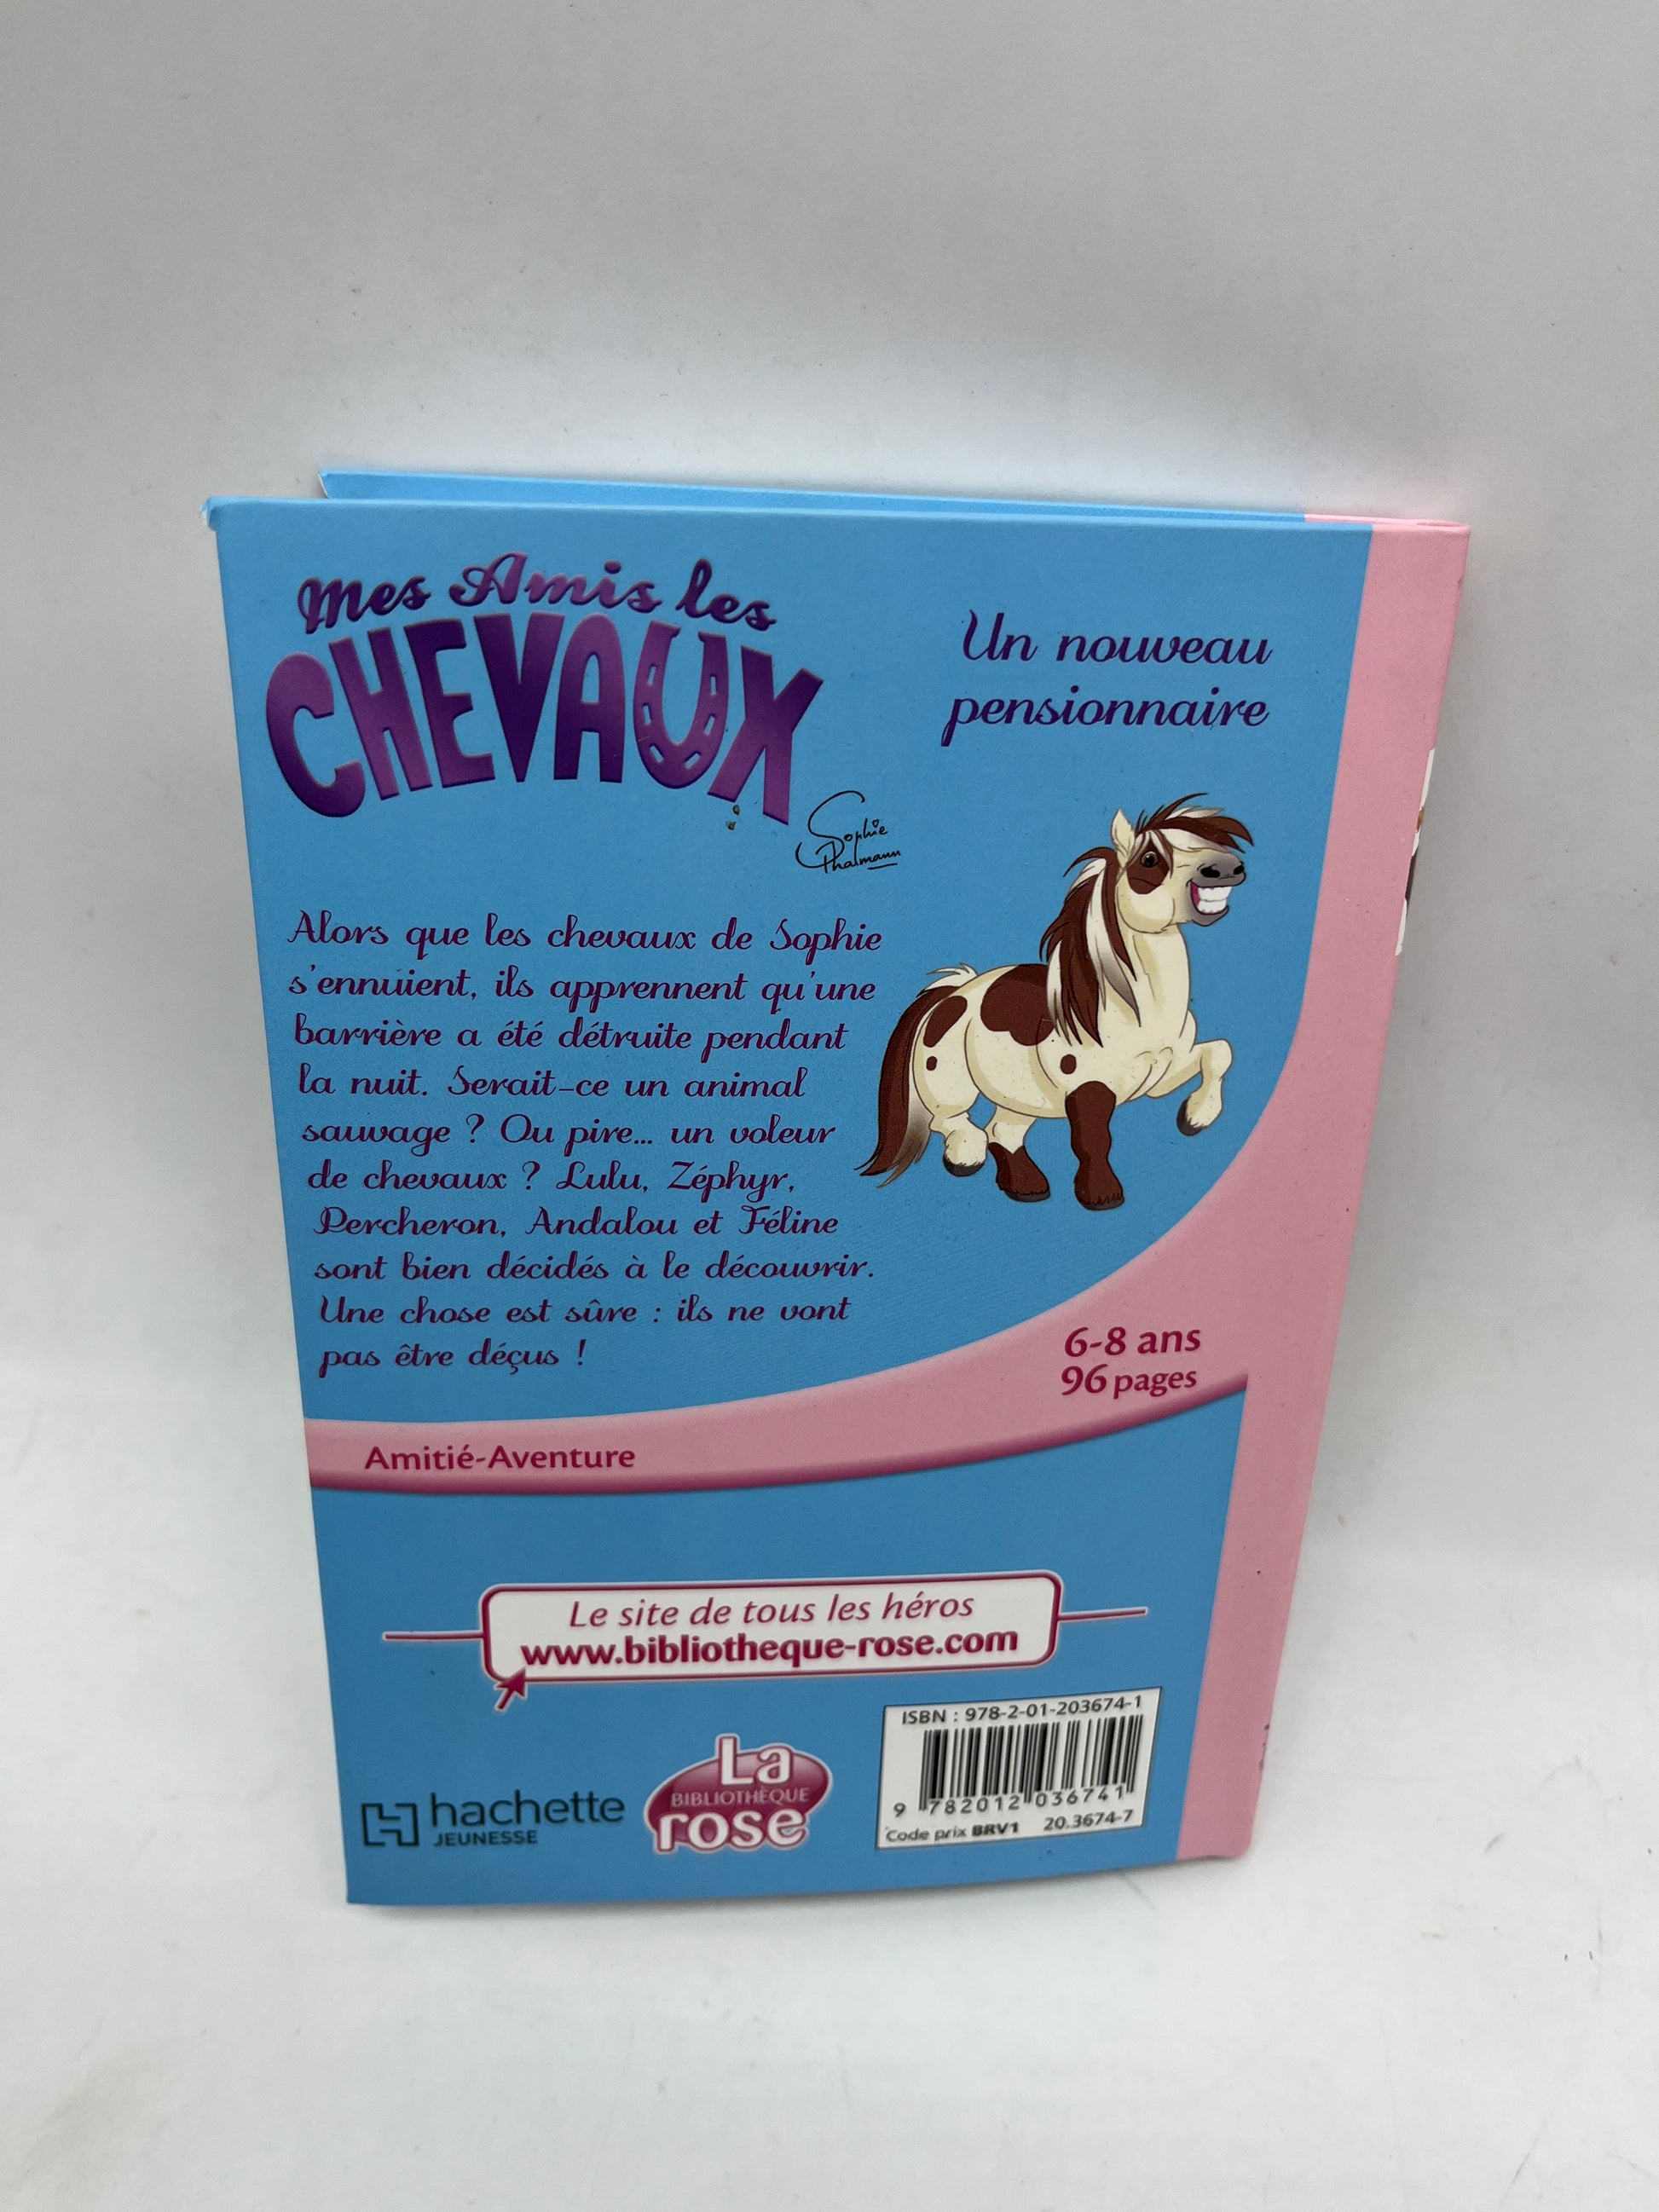 Mes Amis les
CHEVAUX
Sophie
Thalmann
Un nouveau
pensionnaire
Alors que les chevaux de Sophie
s'ennuient, ils apprennent qu'une
barrière a été détruite pendant
la nuit. Serait-ce un animal
sauvage ? Ou pire... un voleur
de chevaux ? Lulu, Zéphyr,
Percheron, Andalou et Féline
sont bien décidés à le découvrir.
Une chose est sûre : ils ne vont
pas être déçus !
6-8 ans
96 pages
Amitié-Aventure
Le site de tous les héros
www.bibliotheque-rose.com
hachette
JEUNESSE
La
BIBLIOTHÈQUE
rose
ISBN : 978-2-01-203674-1
9 782012 036741
Code prix BRV1 20.3674-7